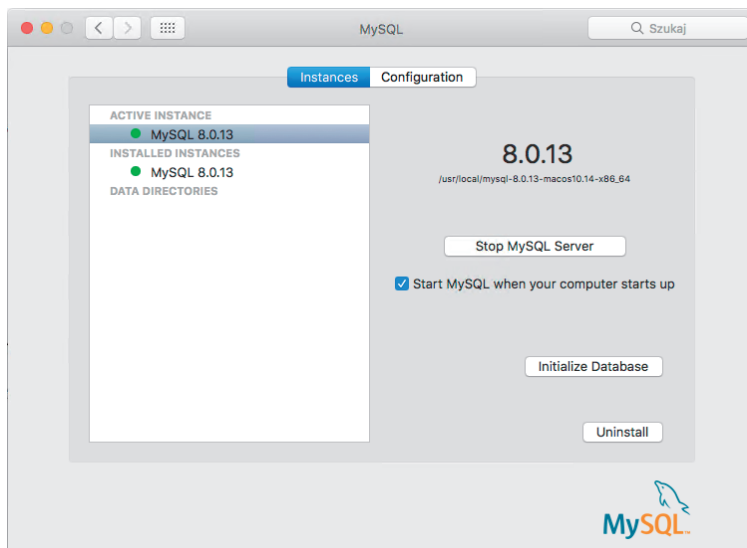 MySQL
Szukaj
Instances
Configuration
ACTIVE INSTANCE
MySQL 8.0.13
INSTALLED INSTANCES
MySQL 8.0.13
DATA DIRECTORIES
8.0.13
/usr/local/mysql-8.0.13-macos10.14-x86_64
Stop MySQL Server
Start MySQL when your computer starts up
Initialize Database
Uninstall
MySQL™